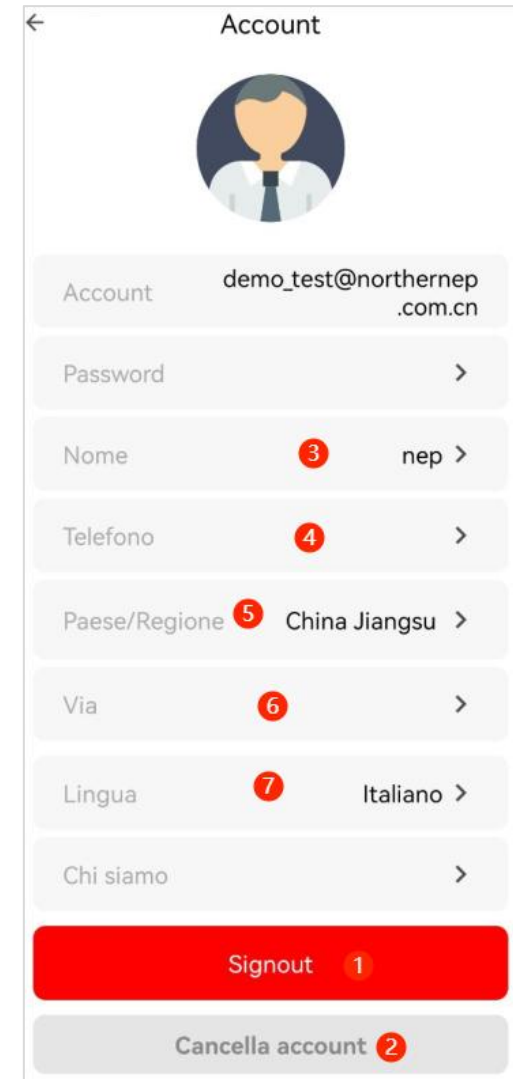 Account
Account demo_test@northernep
.com.cn
Password
Nome 3 nep
Telefono 4
Paese/Regione 5 China Jiangsu
Via 6
Lingua 7 Italiano
Chi siamo
Signout 1
Cancella account 2